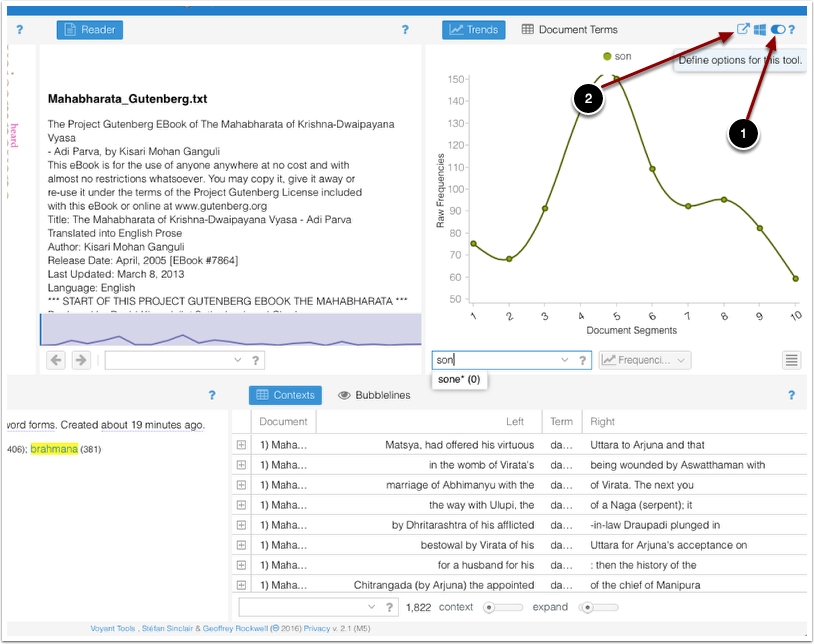 ?
Reader
?
Trends
Document Terms
?
heard
son
Define options for this tool.
2
1
Mahabharata_Gutenberg.txt
The Project Gutenberg EBook of The Mahabharata of Krishna-Dwaipayana
Vyasa
- Adi Parva, by Kisari Mohan Ganguli
This eBook is for the use of anyone anywhere at no cost and with
almost no restrictions whatsoever. You may copy it, give it away or
re-use it under the terms of the Project Gutenberg License included
with this eBook or online at www.gutenberg.org
Title: The Mahabharata of Krishna-Dwaipayana Vyasa - Adi Parva
Translated into English Prose
Author: Kisari Mohan Ganguli
Release Date: April, 2005 [EBook #7864]
Last Updated: March 8, 2013
Language: English
*** START OF THIS PROJECT GUTENBERG EBOOK THE MAHABHARATA ***
?
Raw Frequencies
150
140
130
120
110
100
90
80
70
60
50
1 2 3 4 5 6 7 8 9 10
Document Segments
son
?
Frequenci...
sone* (0)
?
Contexts
Bubblelines
?
word forms. Created about 19 minutes ago.
406); brahmana (381)
Document Left Term Right
1) Maha... Matsya, had offered his virtuous da... Uttara to Arjuna and that
1) Maha... in the womb of Virata's da... being wounded by Aswatthaman with
1) Maha... marriage of Abhimanyu with the da... of Virata. The next you
1) Maha... the way with Ulupi, the da... of a Naga (serpent); it
1) Maha... by Dhritarashtra of his afflicted da... -in-law Draupadi plunged in
1) Maha... bestowal by Virata of his da... Uttara for Arjuna's acceptance on
1) Maha... for a husband for his da... : then the history of the
1) Maha... Chitrangada (by Arjuna) the appointed da... of the chief of Manipura
? 1,822 context expand
Voyant Tools , Stéfan Sinclair & Geoffrey Rockwell (© 2016) Privacy v. 2.1 (M5)